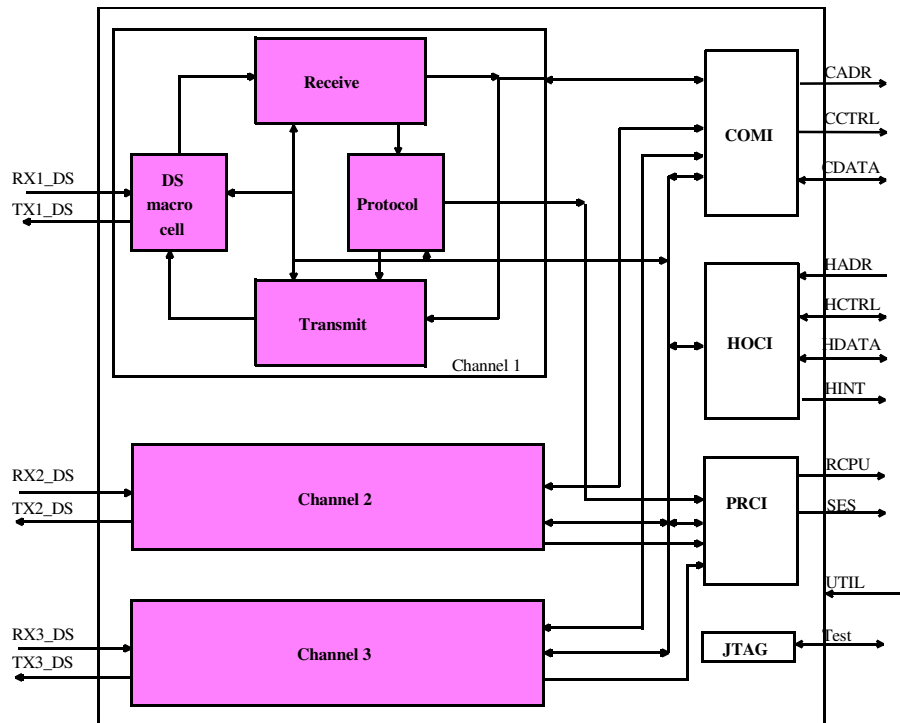 Receive
COMI
CADR
CCTRL
CDATA
RX1_DS
TX1_DS
DS
macro
cell
Protocol
Transmit
Channel 1
HOCI
HADR
HCTRL
HDATA
HINT
RX2_DS
TX2_DS
Channel 2
PRCI
RCPU
SES
UTIL
RX3_DS
TX3_DS
Channel 3
JTAG
Test